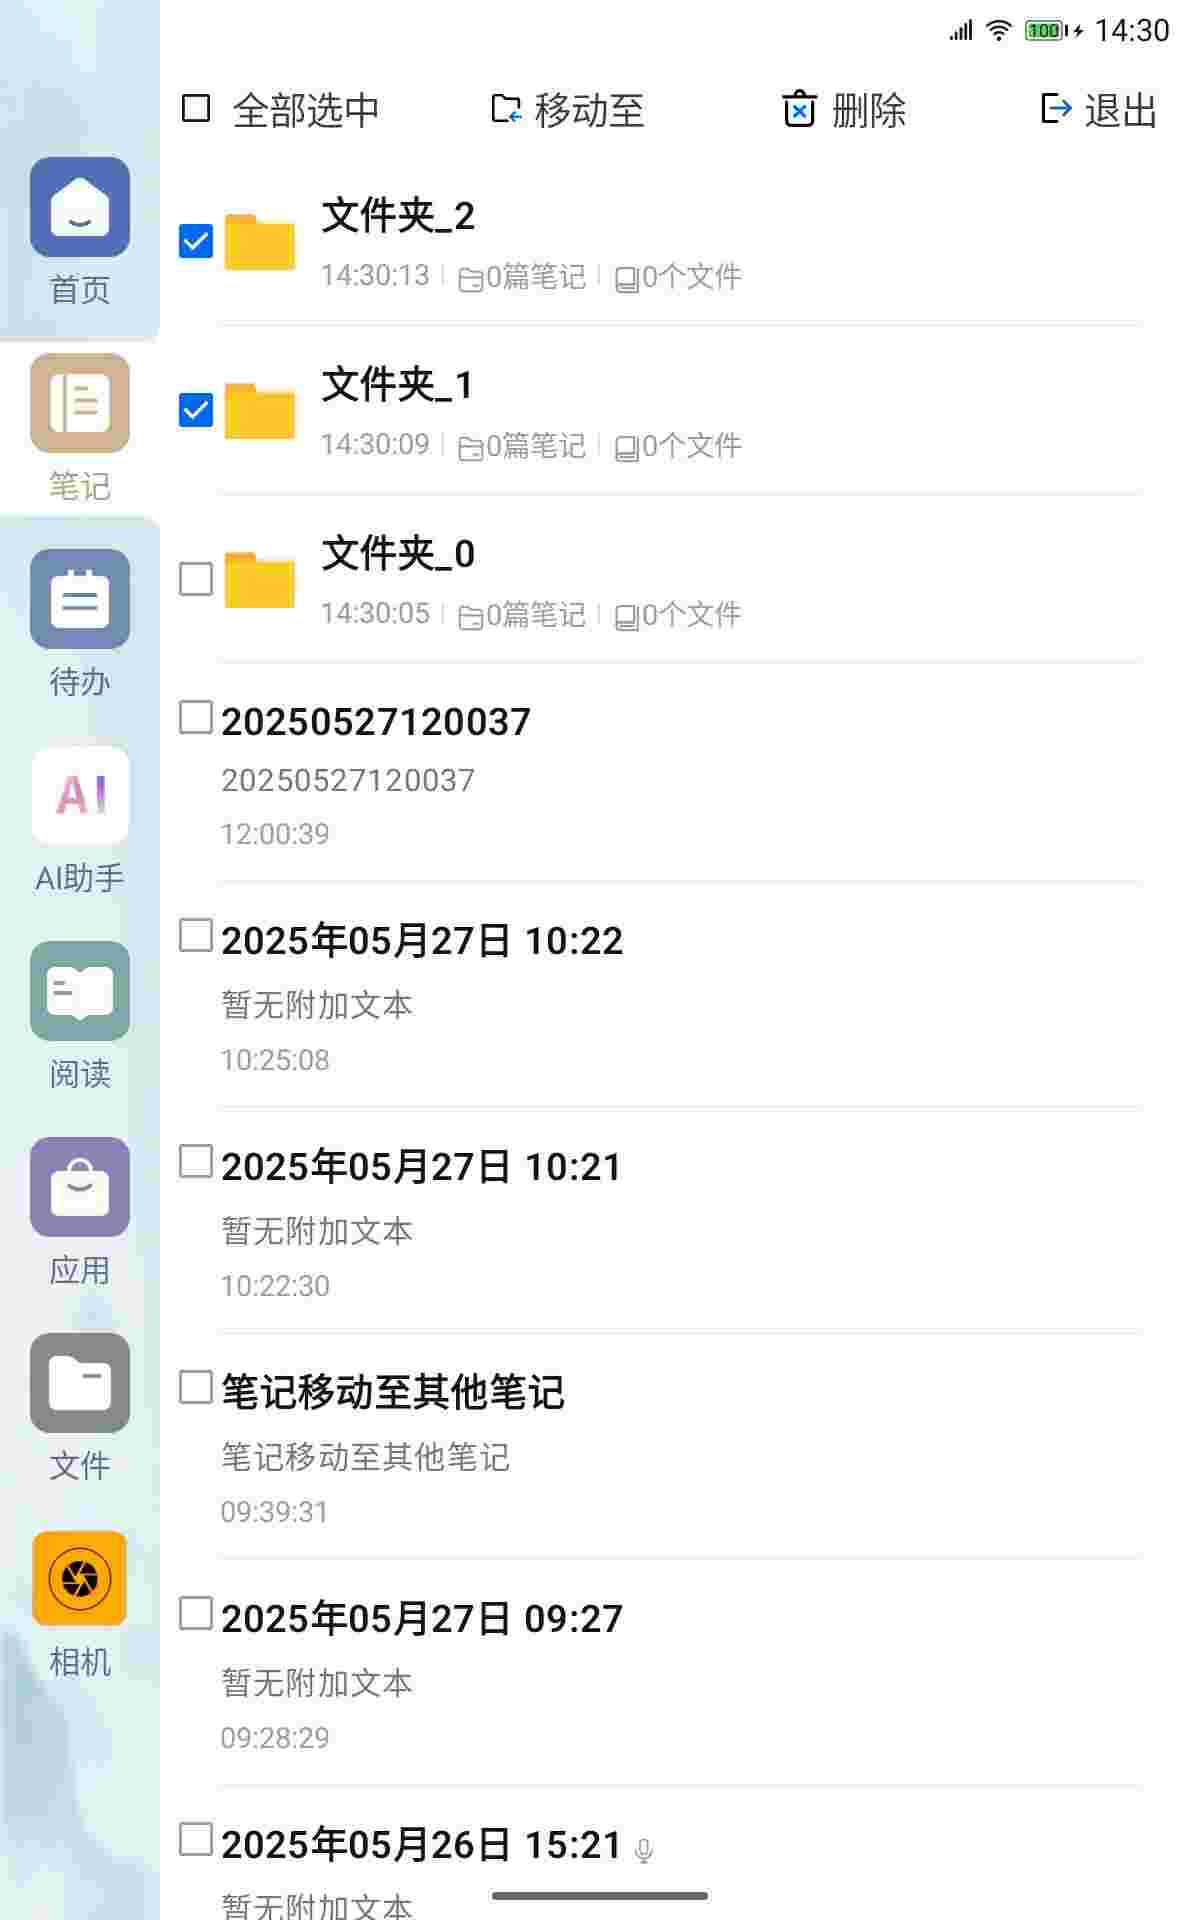 100 14:30
全部选中 移动至 删除 退出
首页
笔记
待办
AI
AI助手
阅读
应用
文件
相机
文件夹_2
14:30:13 0篇笔记 0个文件
文件夹_1
14:30:09 0篇笔记 0个文件
文件夹_0
14:30:05 0篇笔记 0个文件
20250527120037
20250527120037
12:00:39
2025年05月27日 10:22
暂无附加文本
10:25:08
2025年05月27日 10:21
暂无附加文本
10:22:30
笔记移动至其他笔记
笔记移动至其他笔记
09:39:31
2025年05月27日 09:27
暂无附加文本
09:28:29
2025年05月26日 15:21
暂无附加文本